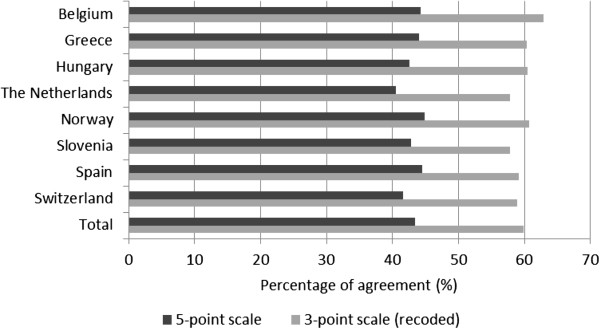 Belgium
Greece
Hungary
The Netherlands
Norway
Slovenia
Spain
Switzerland
Total
0 10 20 30 40 50 60 70
Percentage of agreement (%)
5-point scale 3-point scale (recoded)